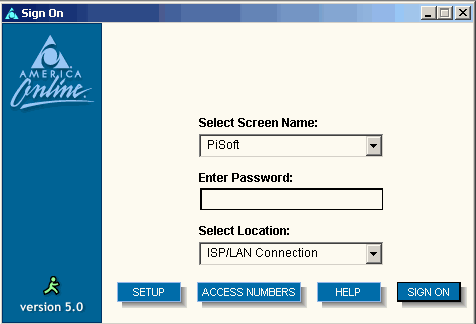 Sign On
AMERICA
Online
Select Screen Name:
PiSoft
Enter Password:
Select Location:
ISP/LAN Connection
version 5.0
SETUP
ACCESS NUMBERS
HELP
SIGN ON